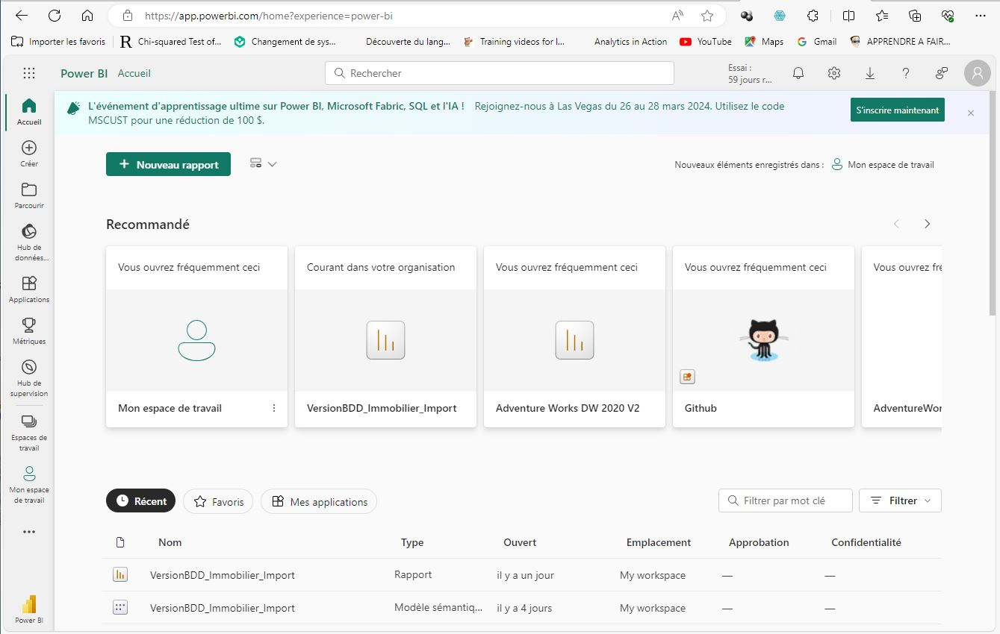 https://app.powerbi.com/home?experience=power-bi
Importer les favoris
R Chi-squared Test of...
Changement de sys...
Découverte du lang...
Training videos for l...
Analytics in Action
YouTube
Maps
Gmail
APPRENDRE A FAIR...
Power BI Accueil
Rechercher
Essai :
59 jours r...
L'événement d'apprentissage ultime sur Power BI, Microsoft Fabric, SQL et l'IA ! Rejoignez-nous à Las Vegas du 26 au 28 mars 2024. Utilisez le code
MSCUST pour une réduction de 100 $.
S'inscrire maintenant
Accueil
Créer
Parcourir
Hub de
données...
Applications
Métriques
Hub de
supervision
Espaces de
travail
Mon espace
de travail
Power BI
Nouveau rapport
Nouveaux éléments enregistrés dans : Mon espace de travail
Recommandé
Vous ouvrez fréquemment ceci
Mon espace de travail
Courant dans votre organisation
VersionBDD_Immobilier_Import
Vous ouvrez fréquemment ceci
Adventure Works DW 2020 V2
Vous ouvrez fréquemment ceci
Github
Vous ouvrez fré
AdventureWor
Récent
Favoris
Mes applications
Filtrer par mot clé
Filtrer
Nom Type Ouvert Emplacement Approbation Confidentialité
VersionBDD_Immobilier_Import Rapport il y a un jour My workspace — —
VersionBDD_Immobilier_Import Modèle sémantiq... il y a 4 jours My workspace — —